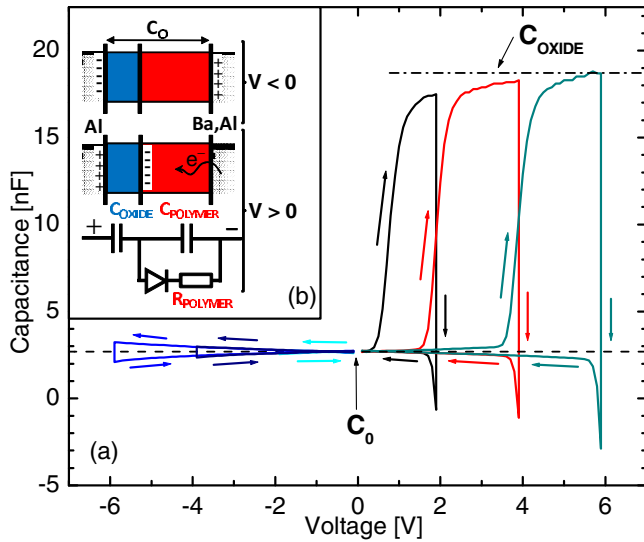 Capacitance [nF]
20
15
10
5
0
-5
-6
-4
-2
0
2
4
6
Voltage [V]
(a)
C₀
C_OXIDE
C_O
V < 0
Al
Ba,Al
e⁻
V > 0
C_OXIDE
C_POLYMER
+
−
R_POLYMER
(b)